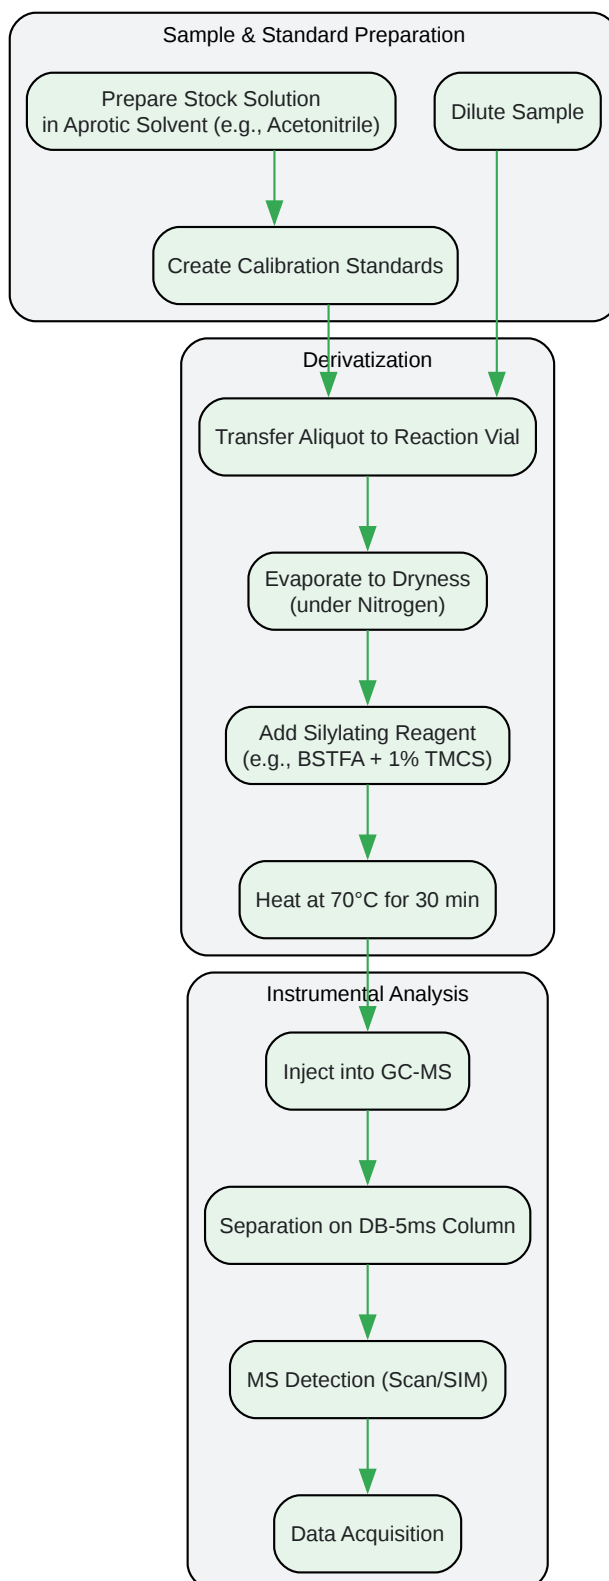 Sample & Standard Preparation
Prepare Stock Solution
in Aprotic Solvent (e.g., Acetonitrile)
Dilute Sample
Create Calibration Standards
Derivatization
Transfer Aliquot to Reaction Vial
Evaporate to Dryness
(under Nitrogen)
Add Silylating Reagent
(e.g., BSTFA + 1% TMCS)
Heat at 70°C for 30 min
Instrumental Analysis
Inject into GC-MS
Separation on DB-5ms Column
MS Detection (Scan/SIM)
Data Acquisition